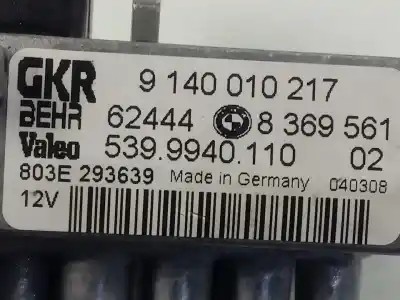 GKR 9 140 010 217
BEHR 62444 8 369 561
Valeo 539.9940.110 02
803E 293639 Made in Germany 040308
12V